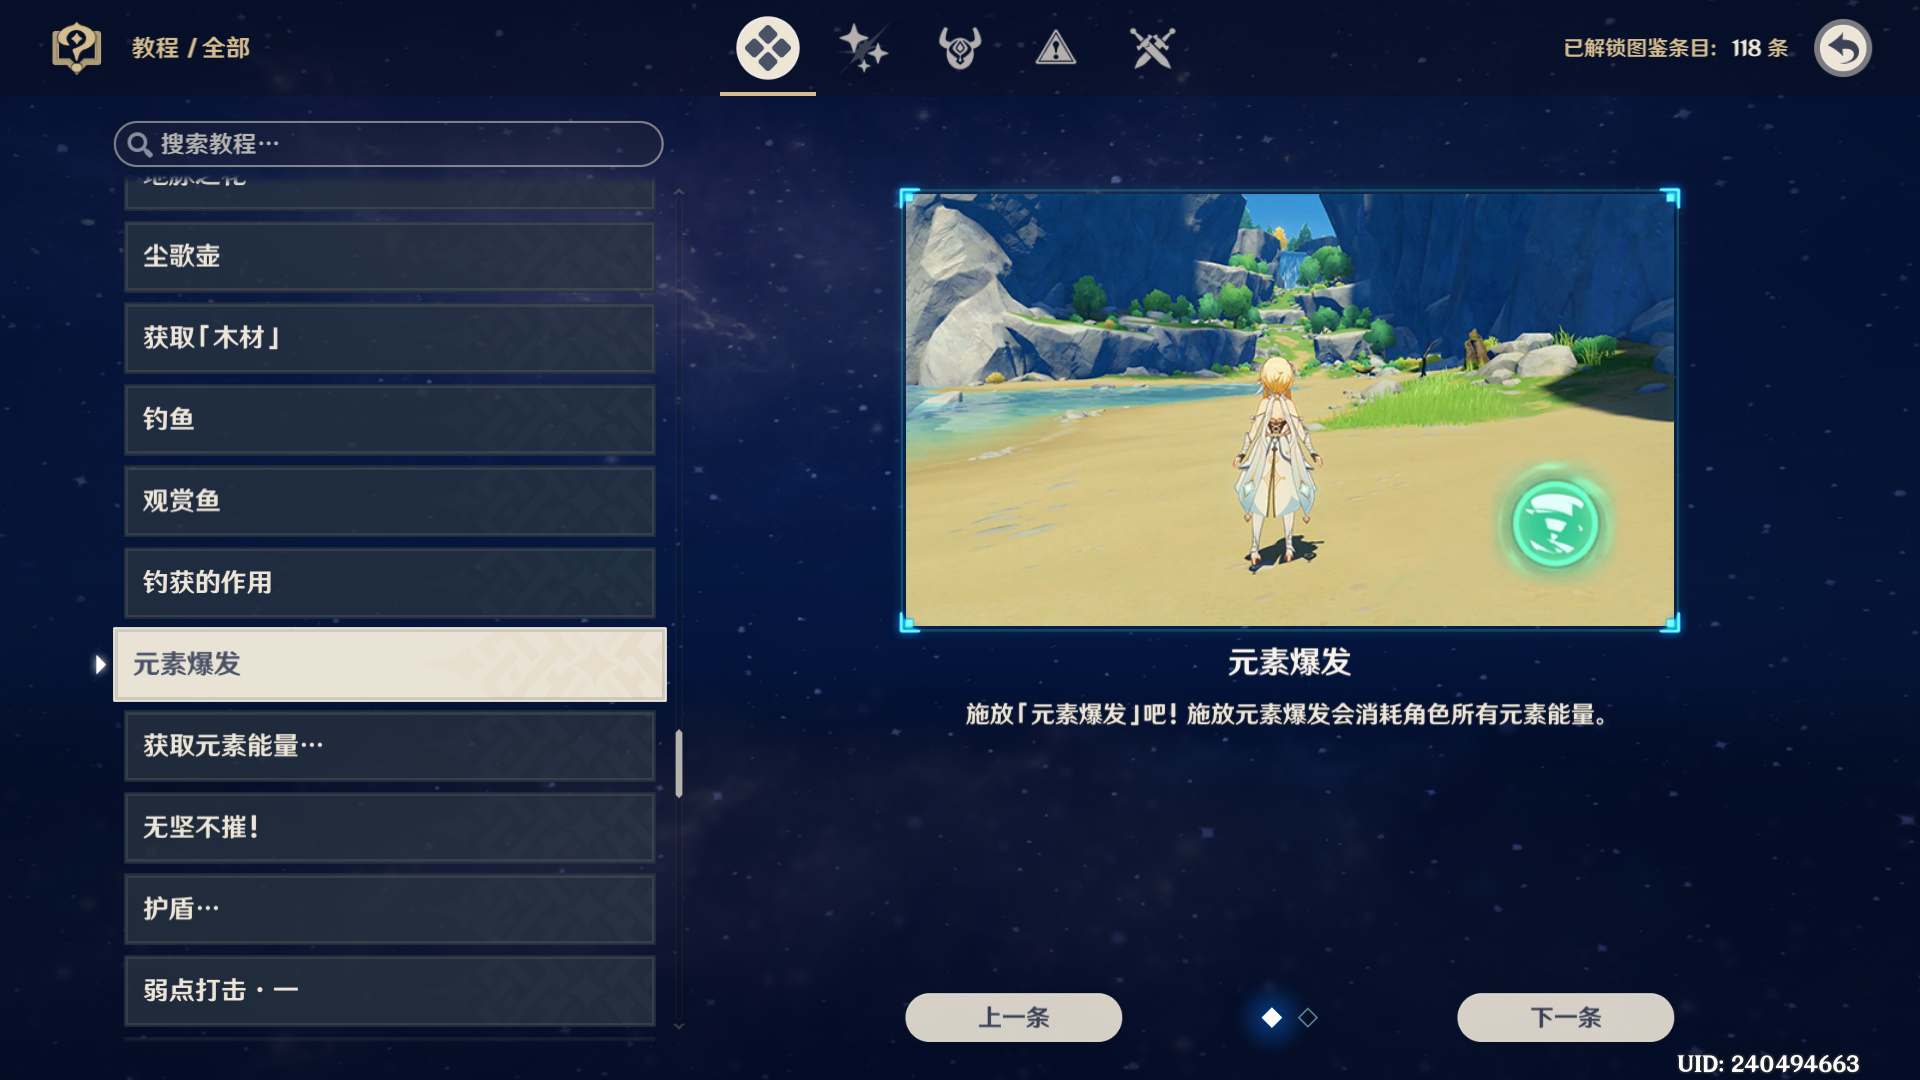 教程 / 全部
已解锁图鉴条目： 118 条
搜索教程…
地脉之花
尘歌壶
获取「木材」
钓鱼
观赏鱼
钓获的作用
元素爆发
获取元素能量…
无坚不摧！
护盾…
弱点打击·一
元素爆发
施放「元素爆发」吧！施放元素爆发会消耗角色所有元素能量。
上一条
下一条
UID: 240494663